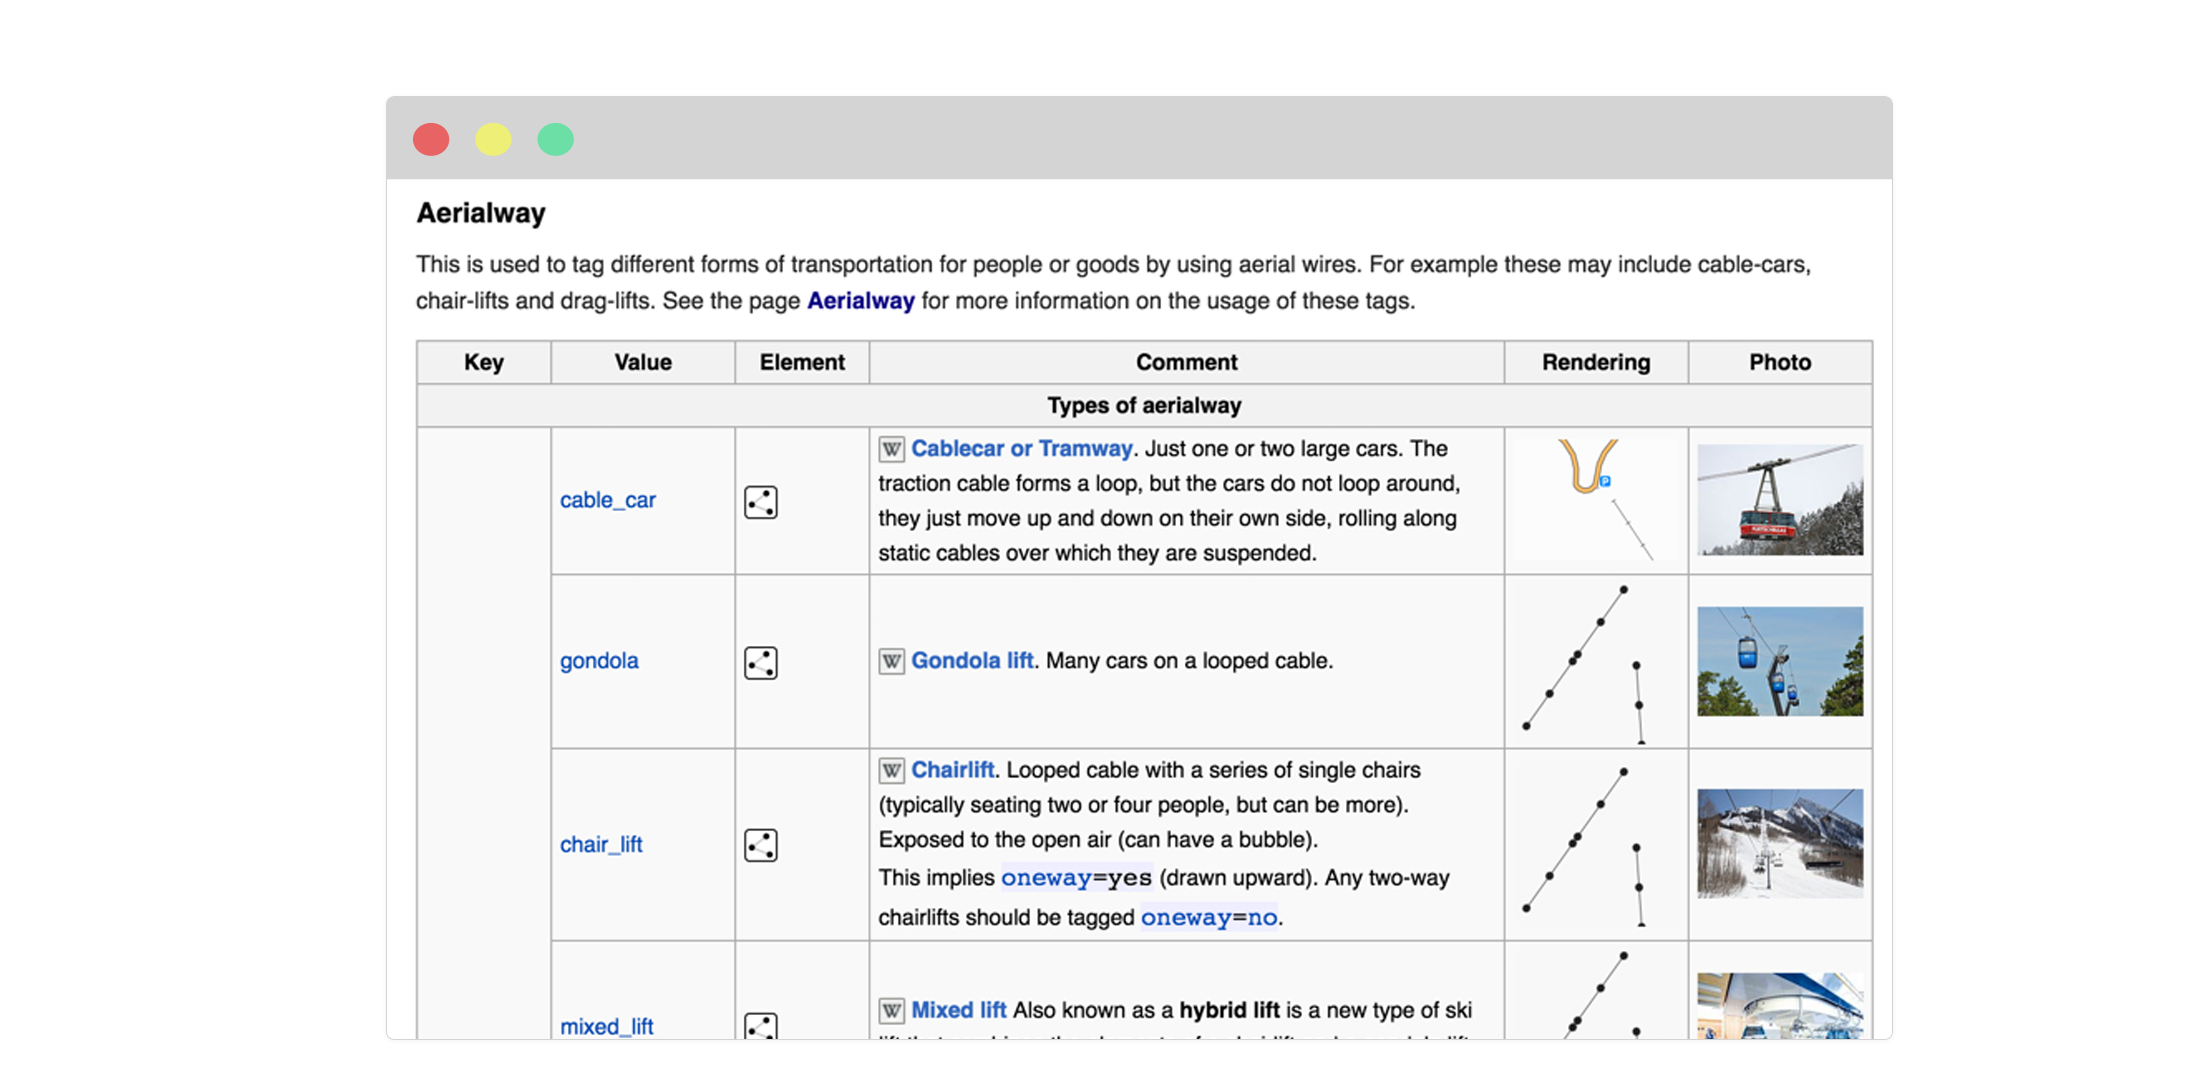 Aerialway
This is used to tag different forms of transportation for people or goods by using aerial wires. For example these may include cable-cars,
chair-lifts and drag-lifts. See the page Aerialway for more information on the usage of these tags.
Key Value Element Comment Rendering Photo
Types of aerialway
cable_car
W Cablecar or Tramway. Just one or two large cars. The
traction cable forms a loop, but the cars do not loop around,
they just move up and down on their own side, rolling along
static cables over which they are suspended.
P
gondola
W Gondola lift. Many cars on a looped cable.
chair_lift
W Chairlift. Looped cable with a series of single chairs
(typically seating two or four people, but can be more).
Exposed to the open air (can have a bubble).
This implies oneway=yes (drawn upward). Any two-way
chairlifts should be tagged oneway=no.
mixed_lift
W Mixed lift Also known as a hybrid lift is a new type of ski